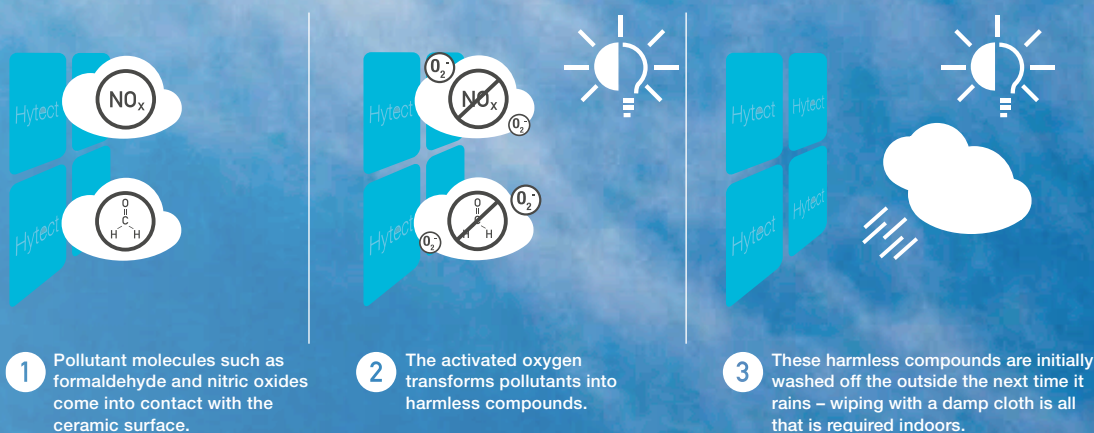 Hytect
NOₓ
Hytect
O
C
H H
1
Pollutant molecules such as
formaldehyde and nitric oxides
come into contact with the
ceramic surface.
Hytect
O₂⁻
NOₓ
O₂⁻
Hytect
O₂⁻
O
C
H H
O₂⁻
2
The activated oxygen
transforms pollutants into
harmless compounds.
Hytect
Hytect
Hytect
Hytect
3
These harmless compounds are initially
washed off the outside the next time it
rains – wiping with a damp cloth is all
that is required indoors.